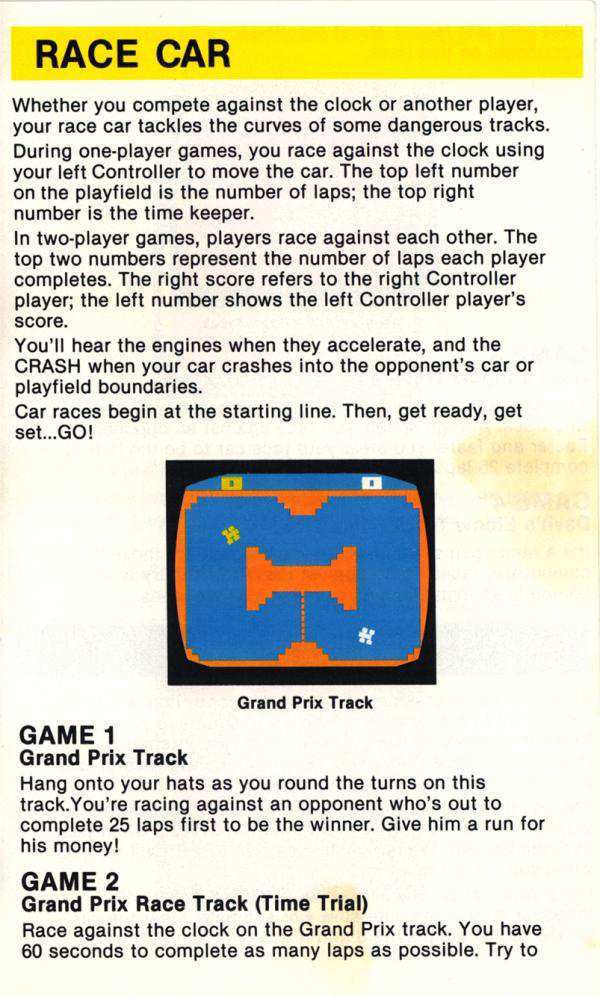 RACE CAR
Whether you compete against the clock or another player,
your race car tackles the curves of some dangerous tracks.
During one-player games, you race against the clock using
your left Controller to move the car. The top left number
on the playfield is the number of laps; the top right
number is the time keeper.
In two-player games, players race against each other. The
top two numbers represent the number of laps each player
completes. The right score refers to the right Controller
player; the left number shows the left Controller player's
score.
You'll hear the engines when they accelerate, and the
CRASH when your car crashes into the opponent's car or
playfield boundaries.
Car races begin at the starting line. Then, get ready, get
set...GO!
Grand Prix Track
GAME 1
Grand Prix Track
Hang onto your hats as you round the turns on this
track.You're racing against an opponent who's out to
complete 25 laps first to be the winner. Give him a run for
his money!
GAME 2
Grand Prix Race Track (Time Trial)
Race against the clock on the Grand Prix track. You have
60 seconds to complete as many laps as possible. Try to